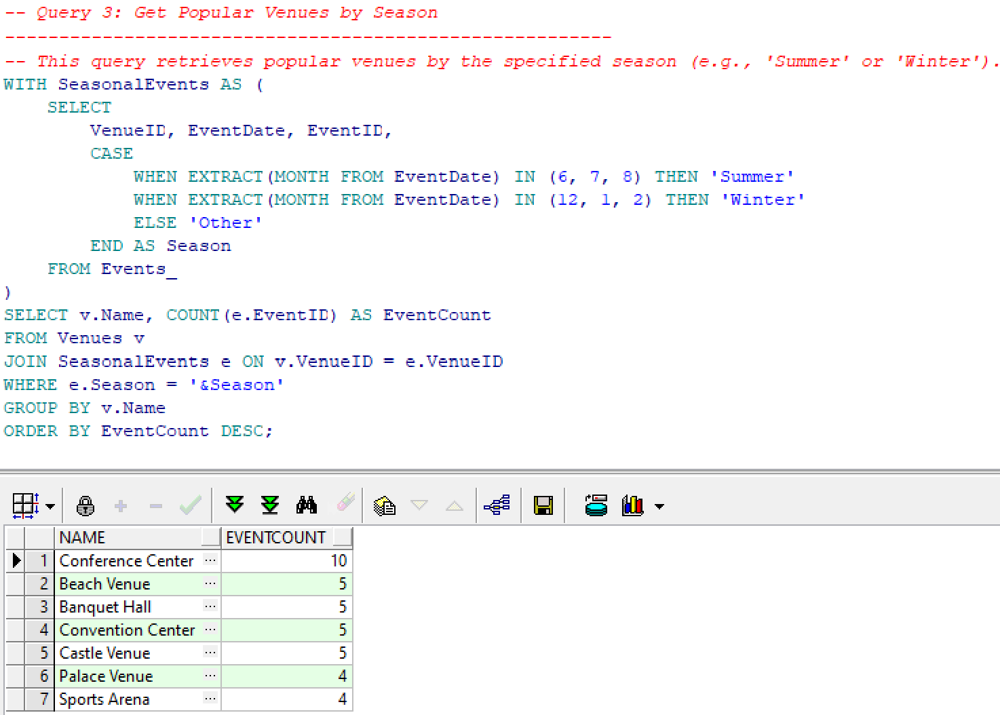 -- Query 3: Get Popular Venues by Season
--------------------------------------------------------
-- This query retrieves popular venues by the specified season (e.g., 'Summer' or 'Winter').
WITH SeasonalEvents AS (
    SELECT
        VenueID, EventDate, EventID,
        CASE
            WHEN EXTRACT(MONTH FROM EventDate) IN (6, 7, 8) THEN 'Summer'
            WHEN EXTRACT(MONTH FROM EventDate) IN (12, 1, 2) THEN 'Winter'
            ELSE 'Other'
        END AS Season
    FROM Events_
)
SELECT v.Name, COUNT(e.EventID) AS EventCount
FROM Venues v
JOIN SeasonalEvents e ON v.VenueID = e.VenueID
WHERE e.Season = '&Season'
GROUP BY v.Name
ORDER BY EventCount DESC;
NAME EVENTCOUNT
1 Conference Center ... 10
2 Beach Venue ... 5
3 Banquet Hall ... 5
4 Convention Center ... 5
5 Castle Venue ... 5
6 Palace Venue ... 4
7 Sports Arena ... 4